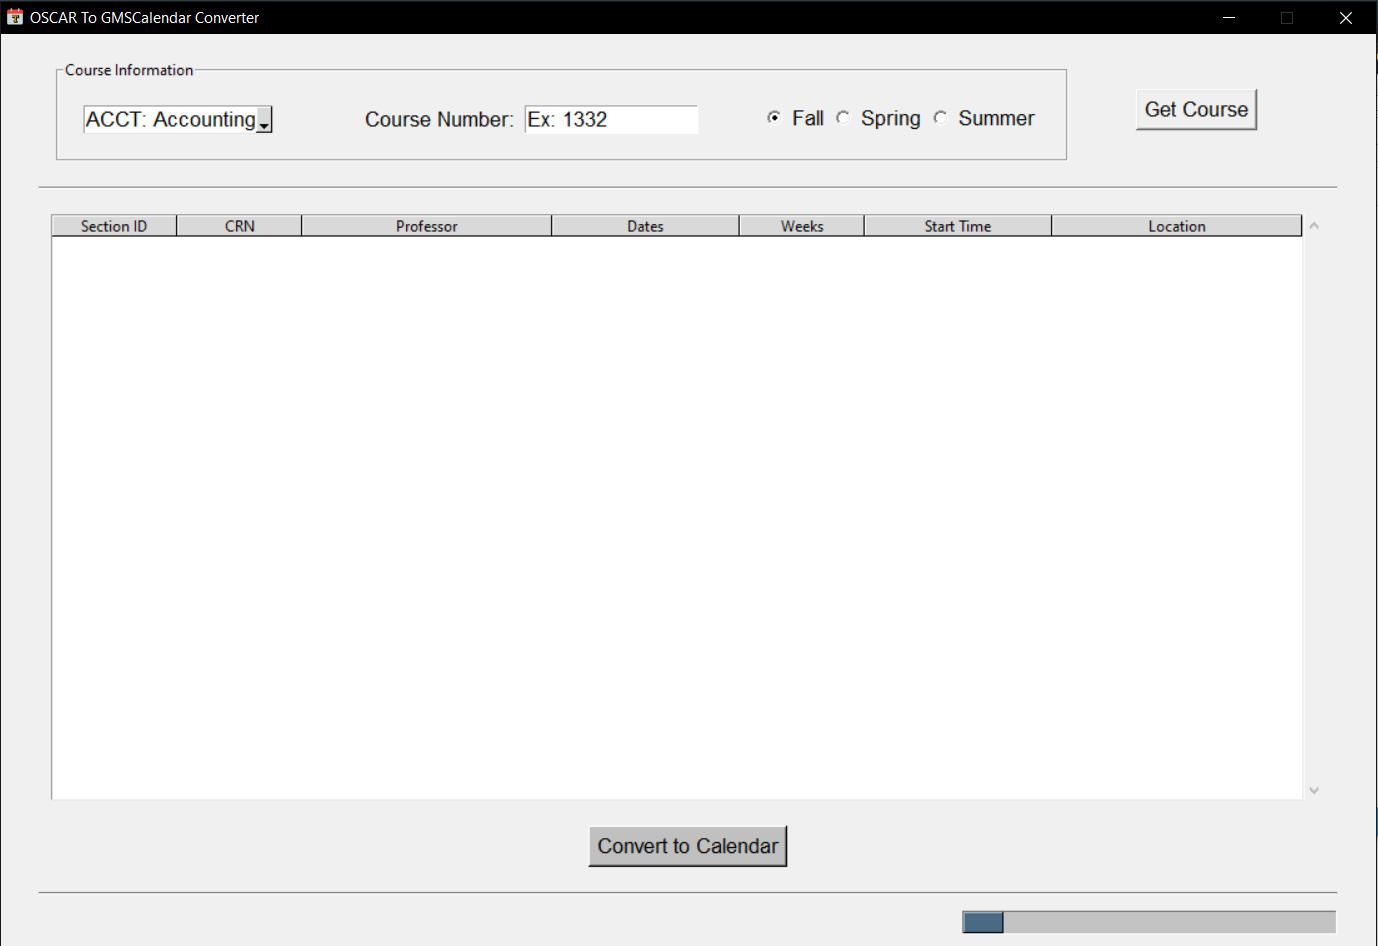 OSCAR To GMSCalendar Converter
Course Information
ACCT: Accounting Course Number: Ex: 1332 Fall Spring Summer Get Course
Section ID CRN Professor Dates Weeks Start Time Location
Convert to Calendar